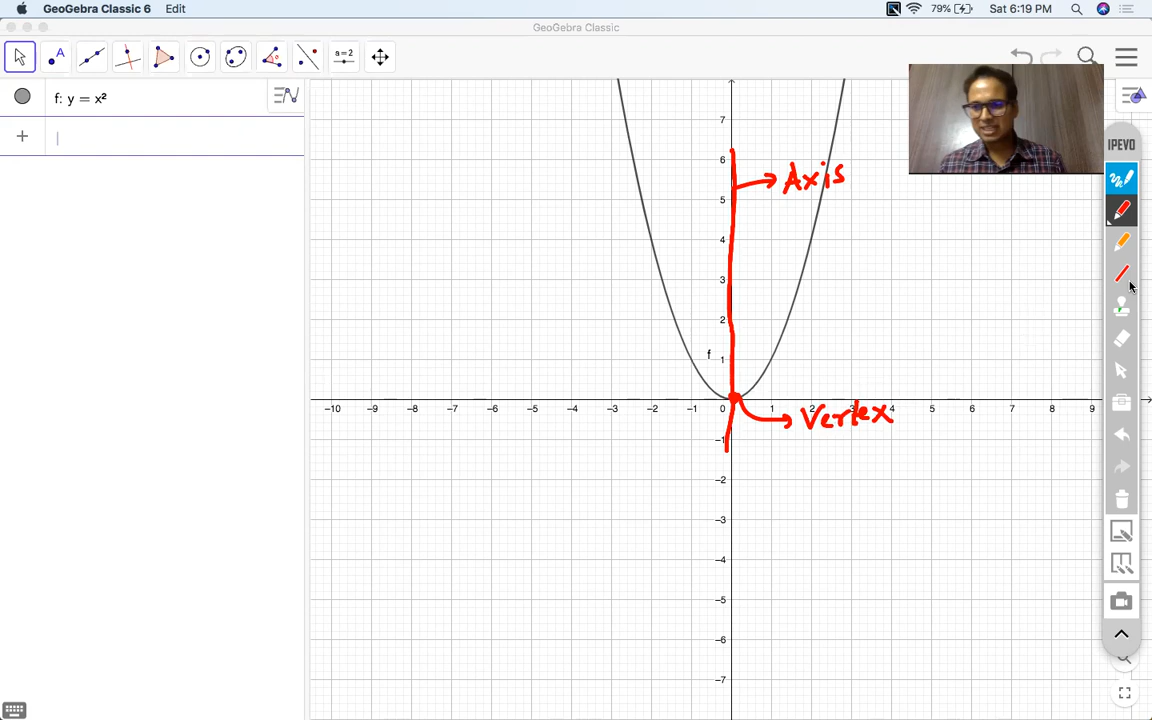 GeoGebra Classic 6 Edit 79% Sat 6:19 PM
GeoGebra Classic
A a=2
f: y = x²
+
IPEVO
7
6
Axis
5
4
3
2
f 1
-10 -9 -8 -7 -6 -5 -4 -3 -2 -1 0 1 2 3 4 5 6 7 8 9
Vertex
-1
-2
-3
-4
-5
-6
-7